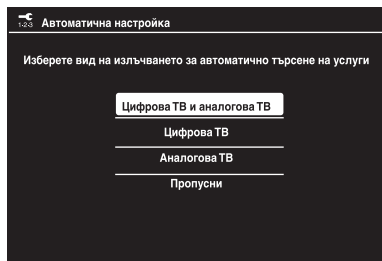 1-2-3 Автоматична настройка
Изберете вид на излъчването за автоматично търсене на услуги
Цифрова ТВ и аналогова ТВ
Цифрова ТВ
Аналогова ТВ
Пропусни